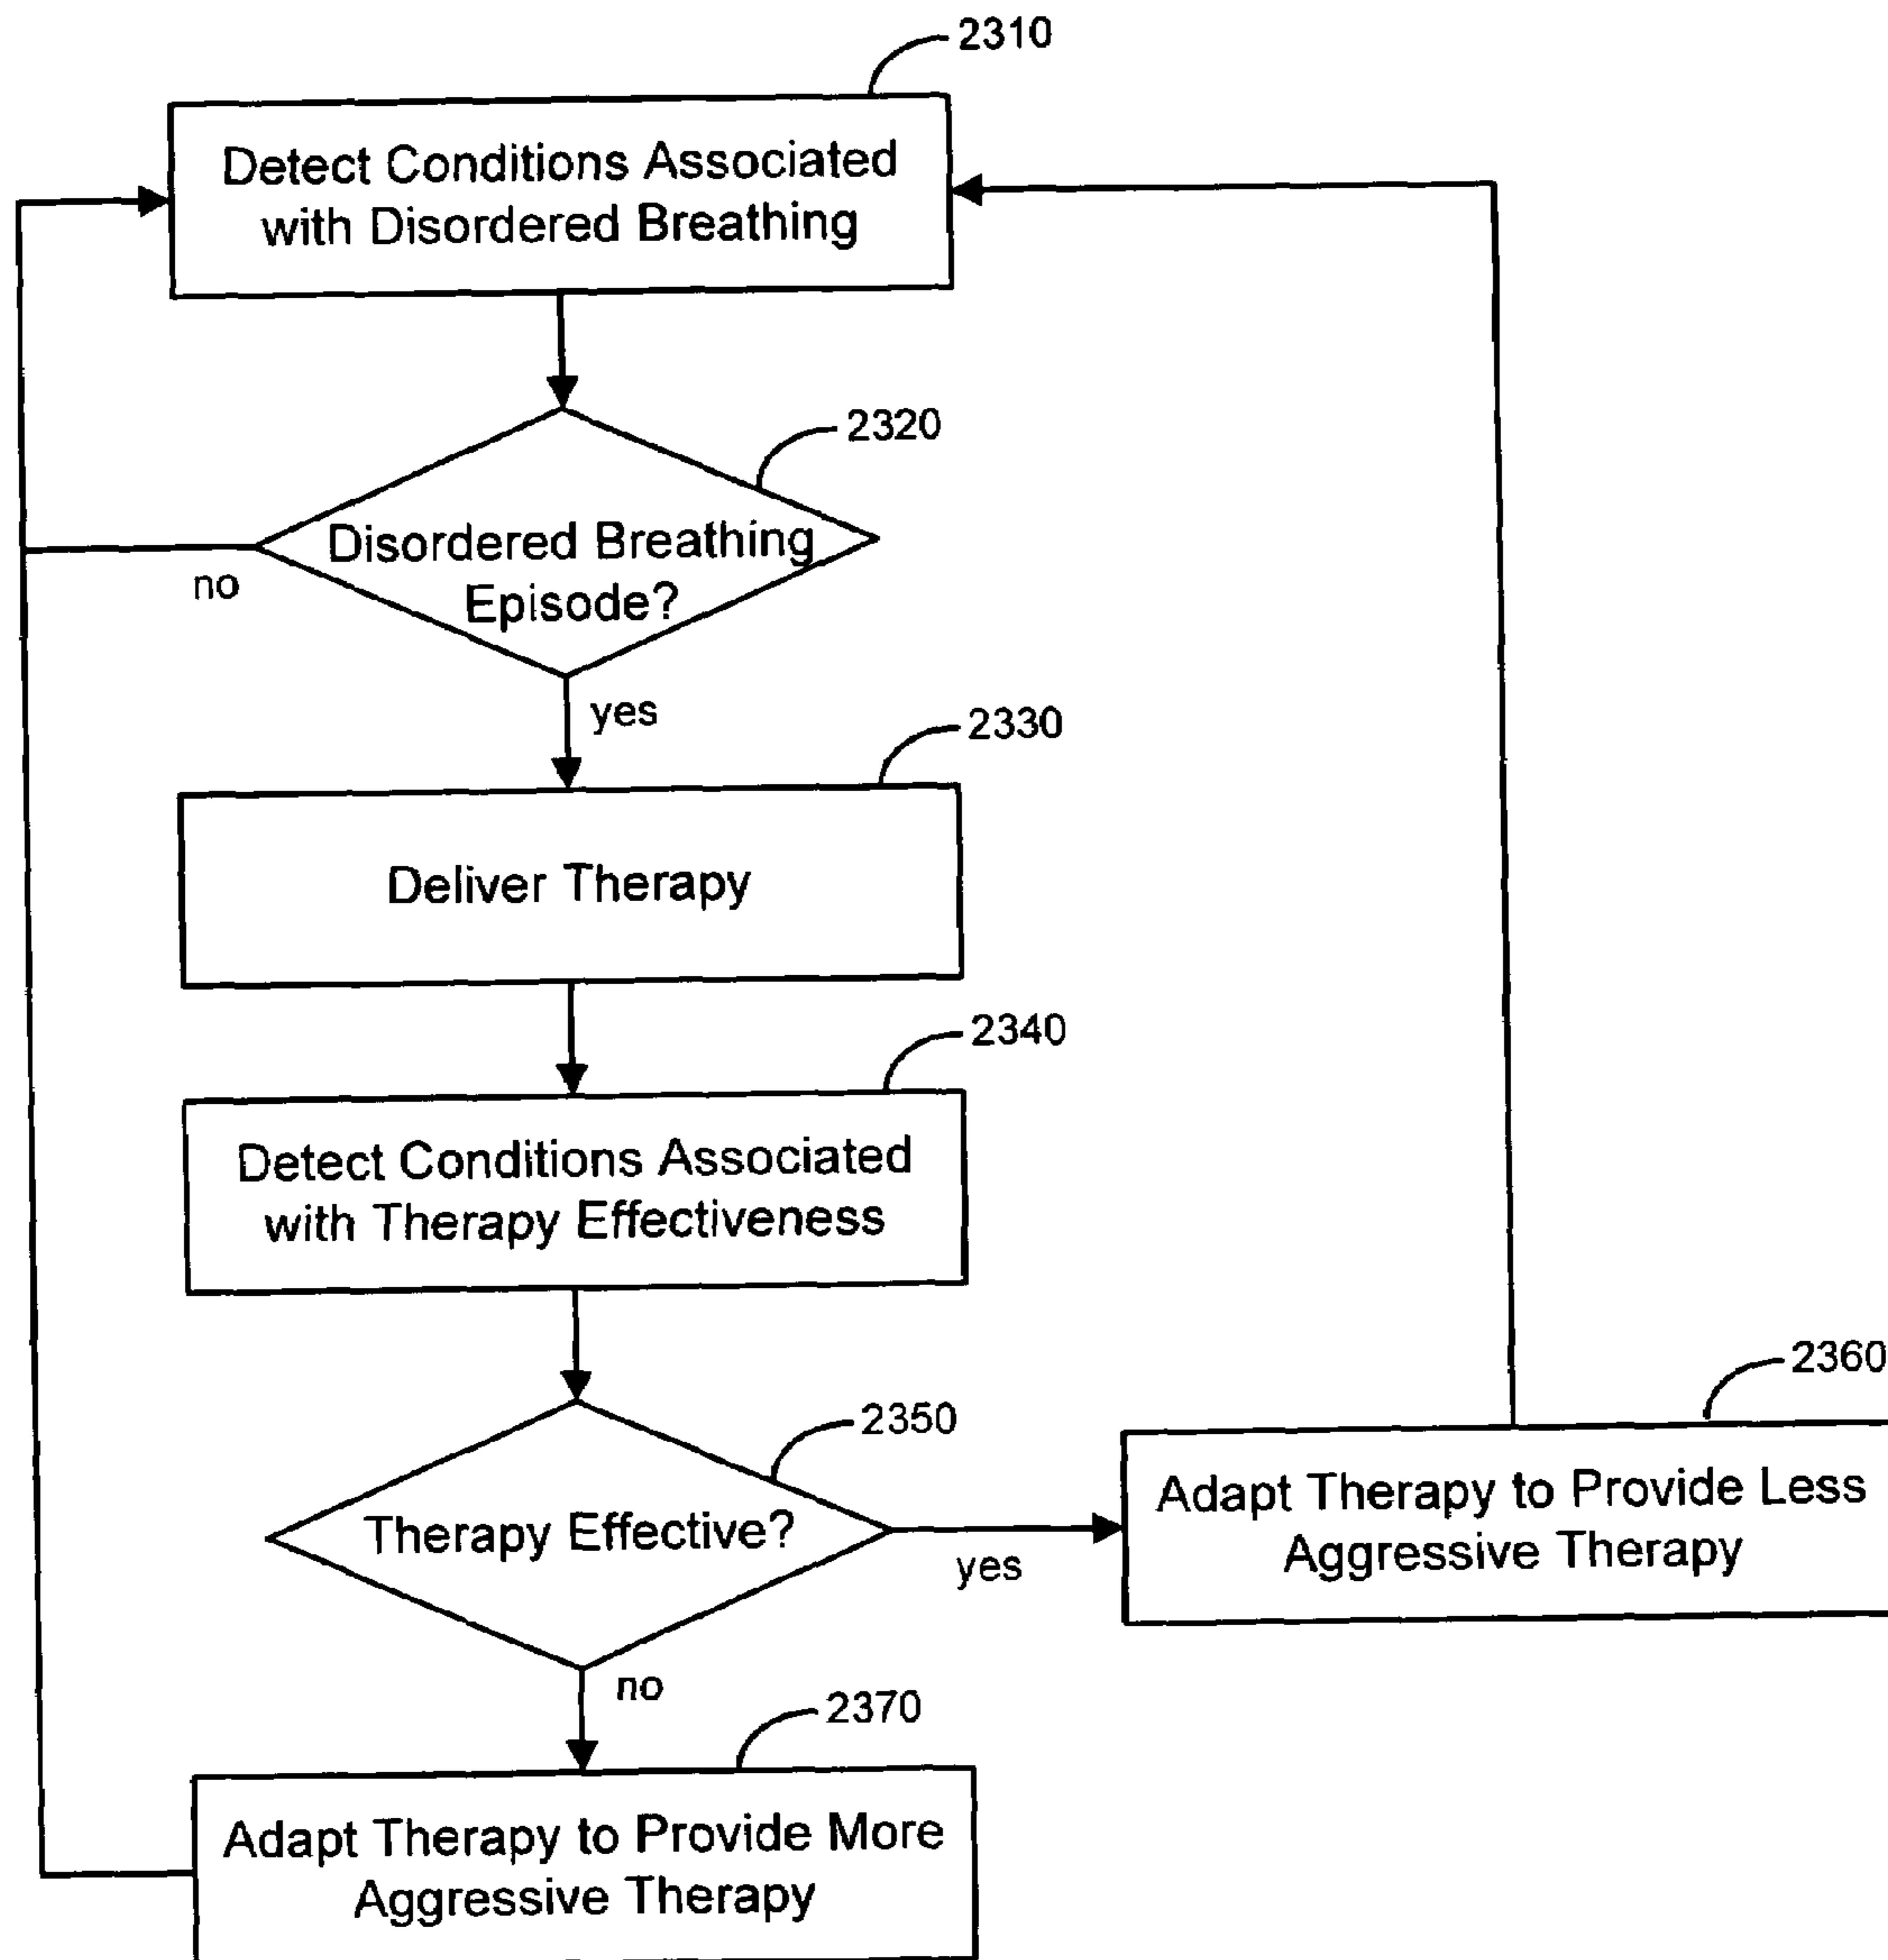 2310
Detect Conditions Associated
with Disordered Breathing
2320
Disordered Breathing
Episode?
no
yes
2330
Deliver Therapy
2340
Detect Conditions Associated
with Therapy Effectiveness
2350
Therapy Effective?
yes
2360
Adapt Therapy to Provide Less
Aggressive Therapy
no
2370
Adapt Therapy to Provide More
Aggressive Therapy